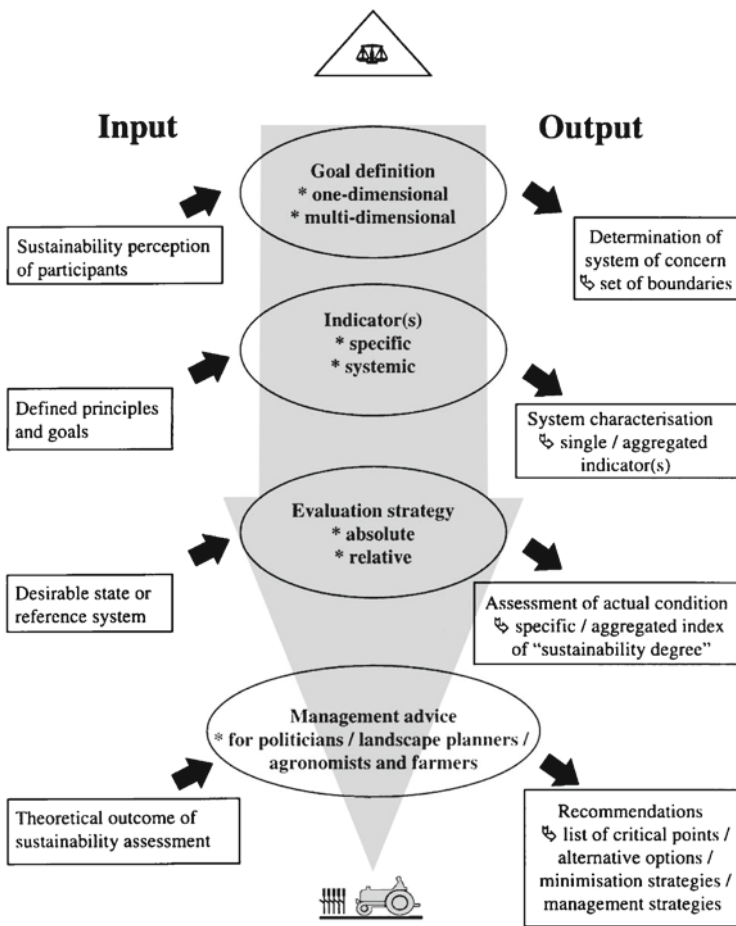 Input
Output
Goal definition
* one-dimensional
* multi-dimensional
Sustainability perception
of participants
Determination of
system of concern
↳ set of boundaries
Indicator(s)
* specific
* systemic
Defined principles
and goals
System characterisation
↳ single / aggregated
indicator(s)
Evaluation strategy
* absolute
* relative
Desirable state or
reference system
Assessment of actual condition
↳ specific / aggregated index
of “sustainability degree”
Management advice
* for politicians / landscape planners /
agronomists and farmers
Theoretical outcome of
sustainability assessment
Recommendations
↳ list of critical points /
alternative options /
minimisation strategies /
management strategies